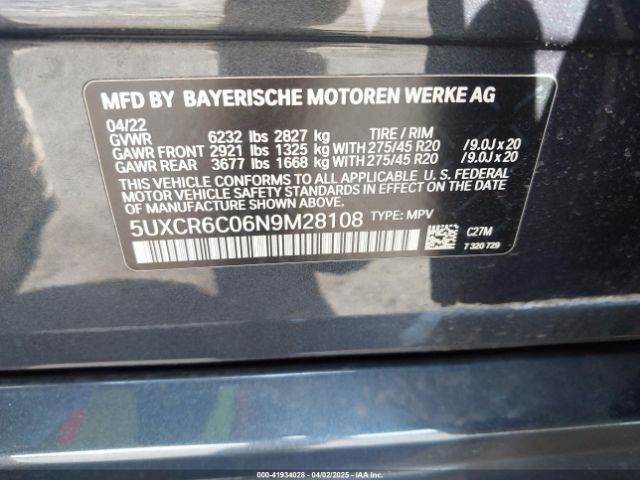 MFD BY BAYERISCHE MOTOREN WERKE AG
04/22
GVWR 6232 lbs 2827 kg TIRE / RIM
GAWR FRONT 2921 lbs 1325 kg WITH 275/45 R20 / 9.0J x 20
GAWR REAR 3677 lbs 1668 kg WITH 275/45 R20 / 9.0J x 20
THIS VEHICLE CONFORMS TO ALL APPLICABLE U. S. FEDERAL
MOTOR VEHICLE SAFETY STANDARDS IN EFFECT ON THE
DATE OF MANUFACTURE SHOWN ABOVE.
5UXCR6C06N9M28108 TYPE: MPV
C27M
7 320 729
00-41934028 | 04/02/2025 | Copart, Inc.